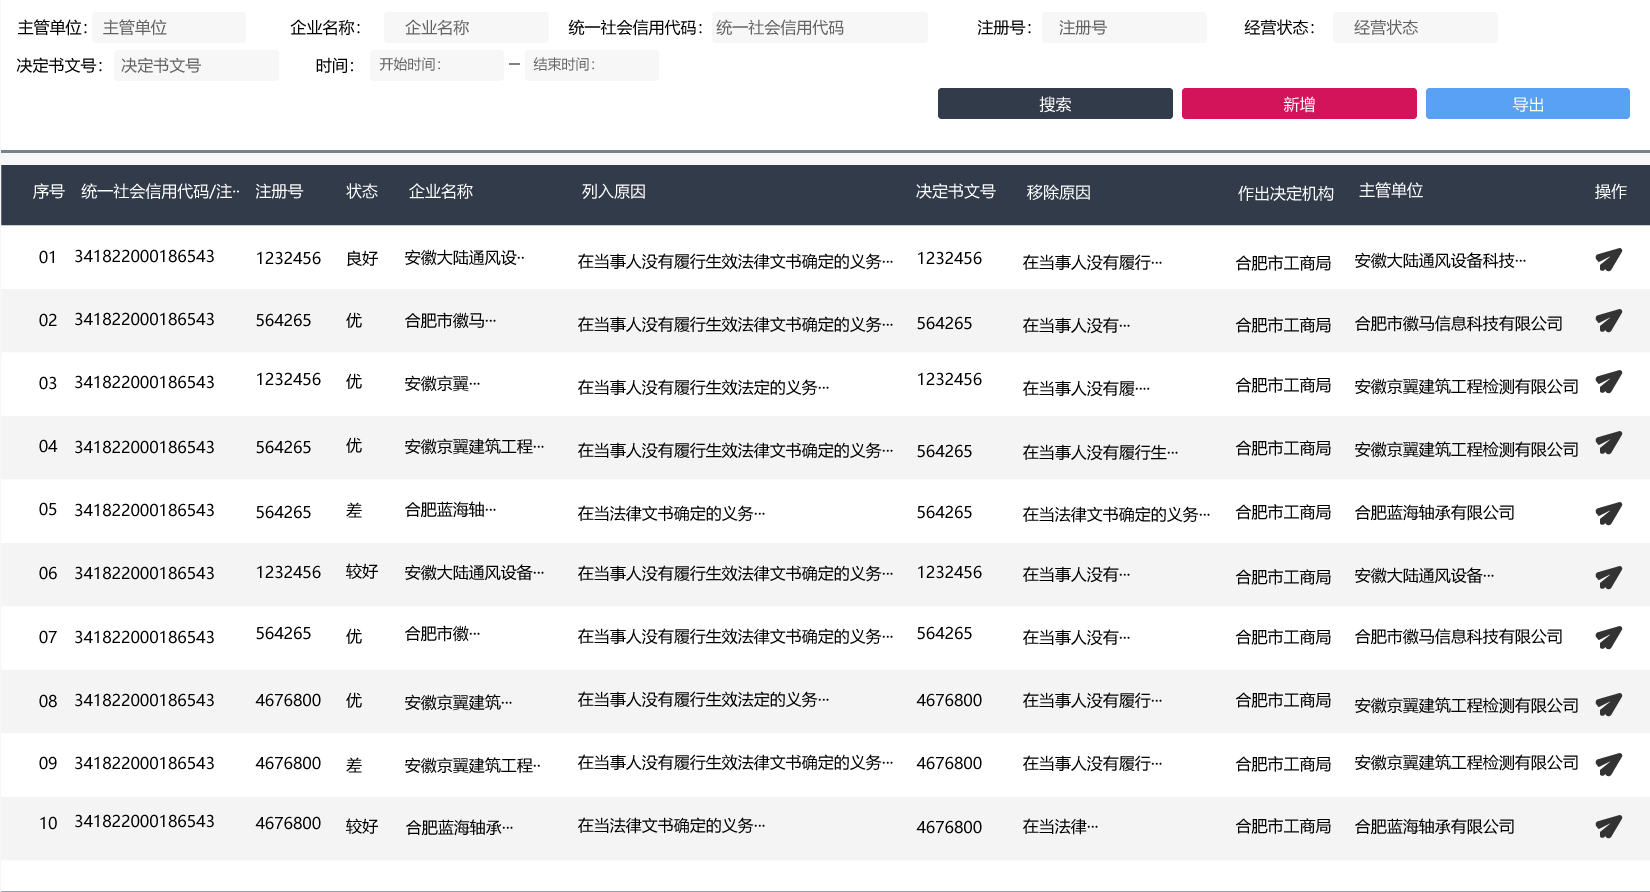 主管单位： 主管单位 企业名称： 企业名称 统一社会信用代码： 统一社会信用代码 注册号： 注册号 经营状态： 经营状态
决定书文号： 决定书文号 时间： 开始时间： — 结束时间：
搜索 新增 导出
序号 统一社会信用代码/注·· 注册号 状态 企业名称 列入原因 决定书文号 移除原因 作出决定机构 主管单位 操作
01 341822000186543 1232456 良好 安徽大陆通风设·· 在当事人没有履行生效法律文书确定的义务··· 1232456 在当事人没有履行··· 合肥市工商局 安徽大陆通风设备科技···
02 341822000186543 564265 优 合肥市徽马··· 在当事人没有履行生效法律文书确定的义务··· 564265 在当事人没有··· 合肥市工商局 合肥市徽马信息科技有限公司
03 341822000186543 1232456 优 安徽京翼··· 在当事人没有履行生效法定的义务··· 1232456 在当事人没有履···· 合肥市工商局 安徽京翼建筑工程检测有限公司
04 341822000186543 564265 优 安徽京翼建筑工程··· 在当事人没有履行生效法律文书确定的义务··· 564265 在当事人没有履行生··· 合肥市工商局 安徽京翼建筑工程检测有限公司
05 341822000186543 564265 差 合肥蓝海轴··· 在当法律文书确定的义务··· 564265 在当法律文书确定的义务··· 合肥市工商局 合肥蓝海轴承有限公司
06 341822000186543 1232456 较好 安徽大陆通风设备··· 在当事人没有履行生效法律文书确定的义务··· 1232456 在当事人没有··· 合肥市工商局 安徽大陆通风设备···
07 341822000186543 564265 优 合肥市徽··· 在当事人没有履行生效法律文书确定的义务··· 564265 在当事人没有··· 合肥市工商局 合肥市徽马信息科技有限公司
08 341822000186543 4676800 优 安徽京翼建筑··· 在当事人没有履行生效法定的义务··· 4676800 在当事人没有履行··· 合肥市工商局 安徽京翼建筑工程检测有限公司
09 341822000186543 4676800 差 安徽京翼建筑工程·· 在当事人没有履行生效法律文书确定的义务··· 4676800 在当事人没有履行··· 合肥市工商局 安徽京翼建筑工程检测有限公司
10 341822000186543 4676800 较好 合肥蓝海轴承··· 在当法律文书确定的义务··· 4676800 在当法律··· 合肥市工商局 合肥蓝海轴承有限公司